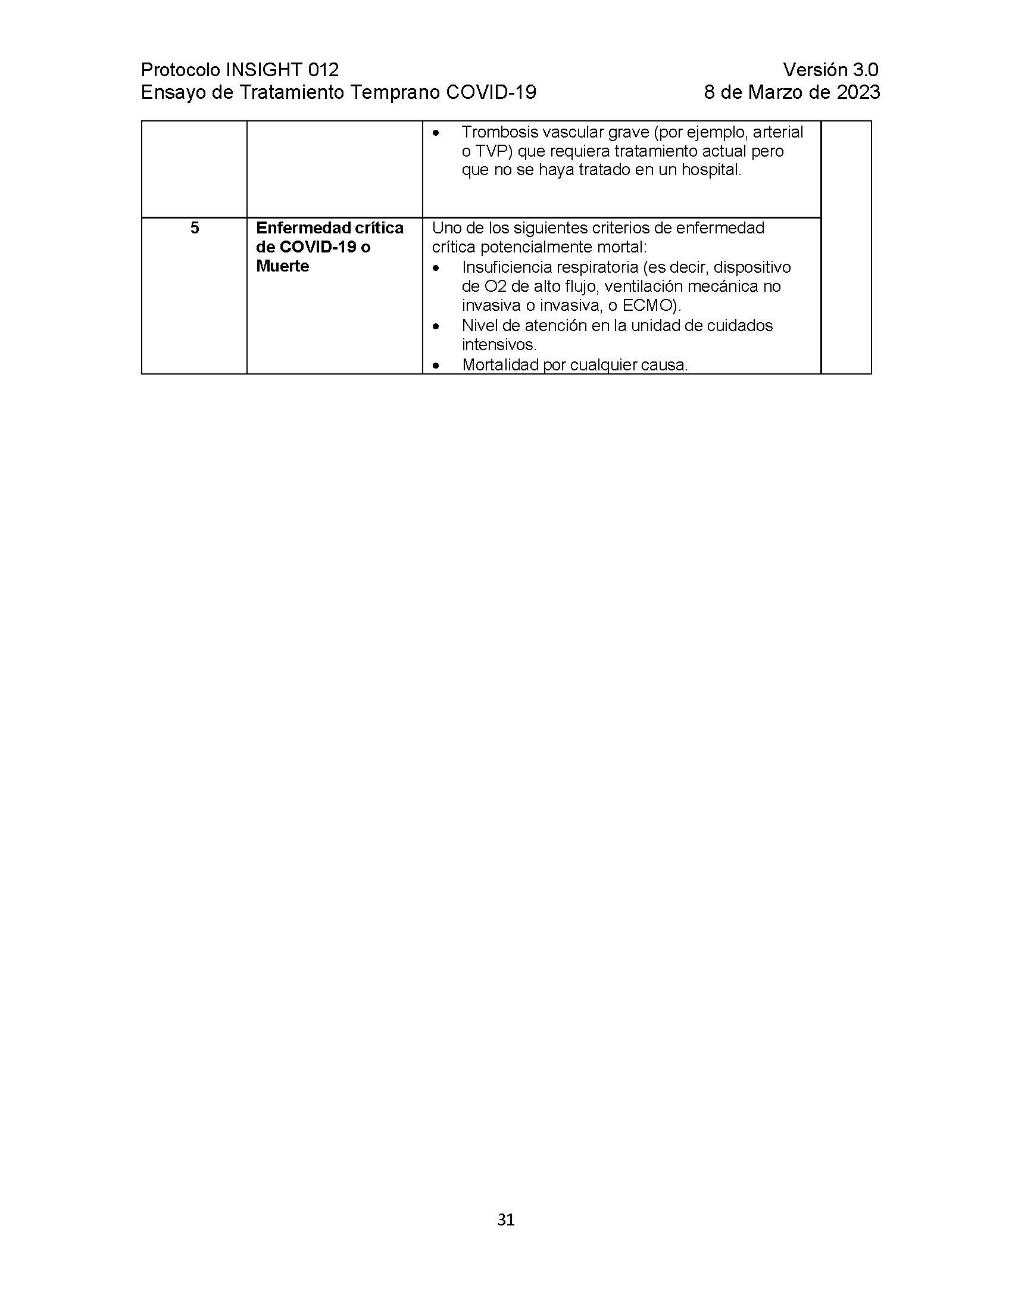 Protocolo INSIGHT 012 Versión 3.0
Ensayo de Tratamiento Temprano COVID-19 8 de Marzo de 2023
• Trombosis vascular grave (por ejemplo, arterial
o TVP) que requiera tratamiento actual pero
que no se haya tratado en un hospital.
5 Enfermedad crítica Uno de los siguientes criterios de enfermedad
de COVID-19 o crítica potencialmente mortal:
Muerte • Insuficiencia respiratoria (es decir, dispositivo
de O2 de alto flujo, ventilación mecánica no
invasiva o invasiva, o ECMO).
• Nivel de atención en la unidad de cuidados
intensivos.
• Mortalidad por cualquier causa.
31